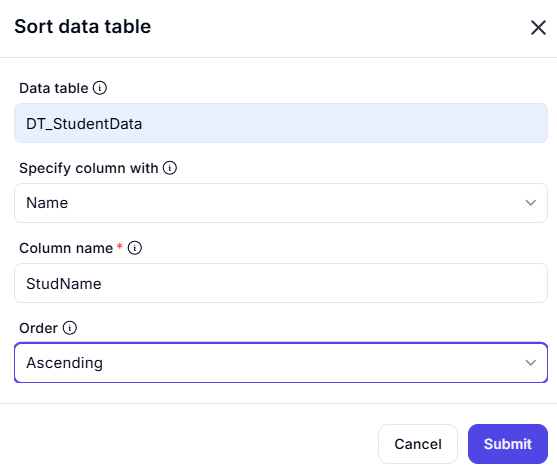 Sort data table
Data table
DT_StudentData
Specify column with
Name
Column name *
StudName
Order
Ascending
Cancel Submit